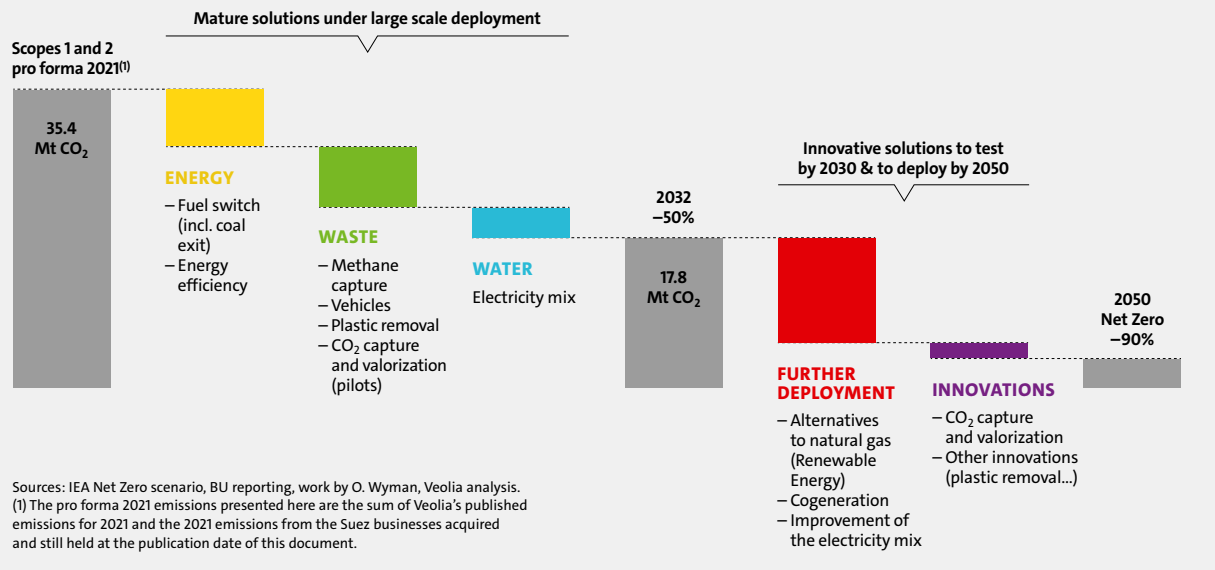 Mature solutions under large scale deployment
Scopes 1 and 2
pro forma 2021(1)
35.4
Mt CO₂
ENERGY
– Fuel switch
(incl. coal
exit)
– Energy
efficiency
WASTE
– Methane
capture
– Vehicles
– Plastic removal
– CO₂ capture
and valorization
(pilots)
WATER
Electricity mix
2032
–50%
17.8
Mt CO₂
Innovative solutions to test
by 2030 & to deploy by 2050
FURTHER
DEPLOYMENT
– Alternatives
to natural gas
(Renewable
Energy)
– Cogeneration
– Improvement of
the electricity mix
INNOVATIONS
– CO₂ capture
and valorization
– Other innovations
(plastic removal...)
2050
Net Zero
–90%
Sources: IEA Net Zero scenario, BU reporting, work by O. Wyman, Veolia analysis.
(1) The pro forma 2021 emissions presented here are the sum of Veolia's published
emissions for 2021 and the 2021 emissions from the Suez businesses acquired
and still held at the publication date of this document.